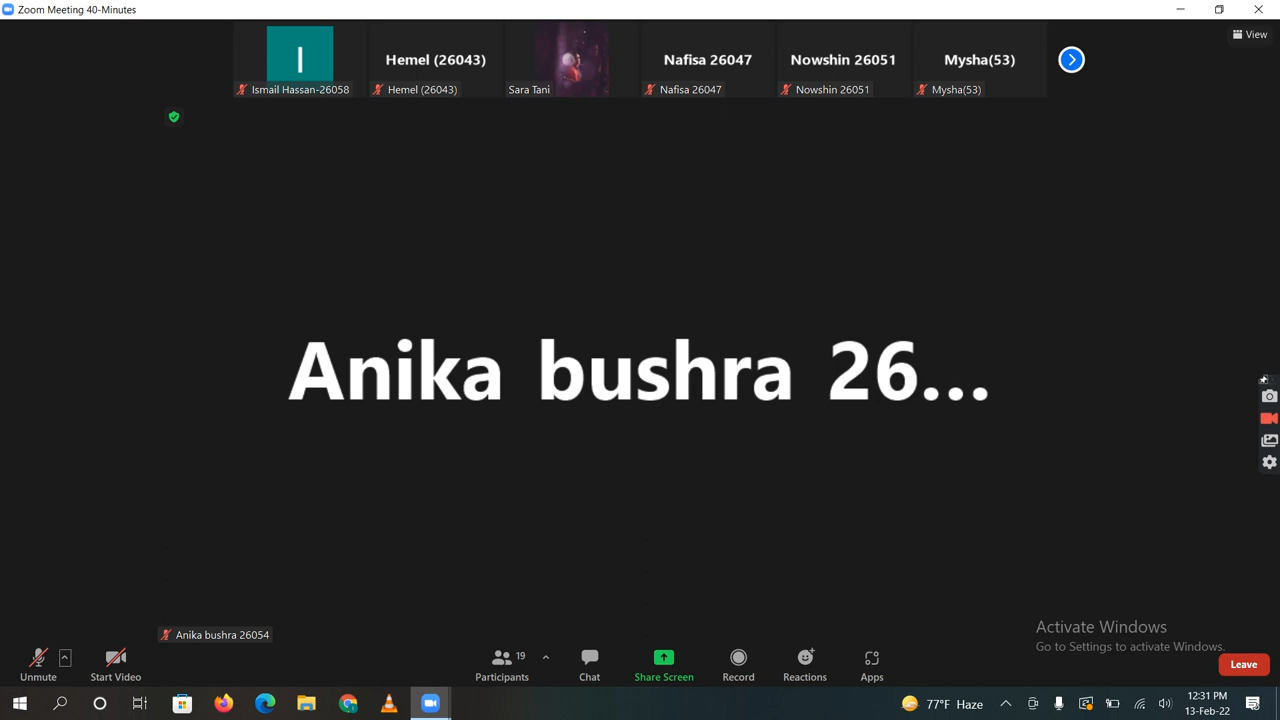 Zoom Meeting 40-Minutes
View
I
Hemel (26043)
Nafisa 26047
Nowshin 26051
Mysha(53)
Ismail Hassan-26058
Hemel (26043)
Sara Tani
Nafisa 26047
Nowshin 26051
Mysha(53)
Anika bushra 26...
Anika bushra 26054
Activate Windows
Go to Settings to activate Windows.
19
Unmute
Start Video
Participants
Chat
Share Screen
Record
Reactions
Apps
Leave
77°F Haze
12:31 PM
13-Feb-22